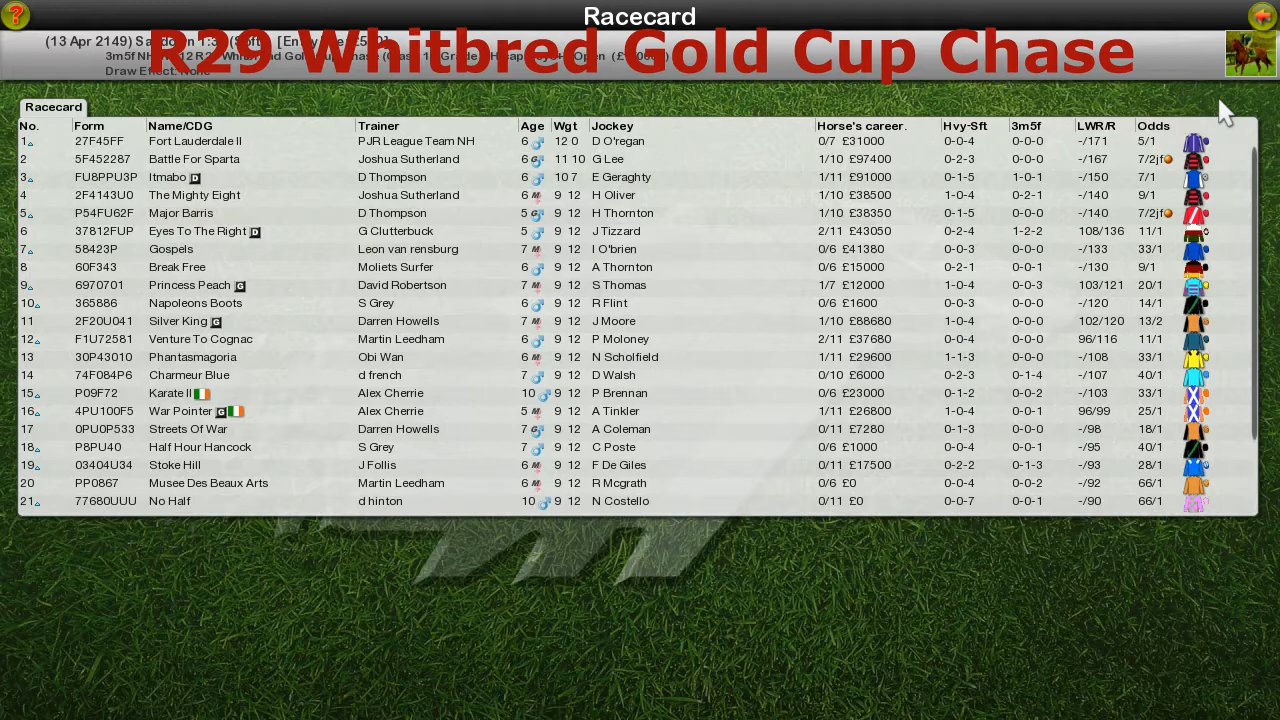 Racecard
R29 Whitbred Gold Cup Chase
(13 Apr 2149)
Draw Effect: None
Racecard
No. Form Name/CDG Trainer Age Wgt Jockey Horse's career. Hvy-Sft 3m5f LWR/R Odds
1 27F45FF Fort Lauderdale II PJR League Team NH 6 12 0 D O'regan 0/7 £31000 0-0-4 0-0-0 -/171 5/1
2 5F452287 Battle For Sparta Joshua Sutherland 6 G 11 10 G Lee 1/10 £97400 0-2-3 0-0-0 -/167 7/2jf
3 FU8PPU3P Itmabo D D Thompson 6 10 7 E Geraghty 1/11 £91000 0-1-5 1-0-1 -/150 7/1
4 2F4143U0 The Mighty Eight Joshua Sutherland 6 M 9 12 H Oliver 1/10 £38500 1-0-4 0-2-1 -/140 9/1
5 P54FU62F Major Barris D Thompson 5 G 9 12 H Thornton 1/10 £38350 0-1-5 0-0-0 -/140 7/2jf
6 37812FUP Eyes To The Right D G Clutterbuck 5 9 12 J Tizzard 2/11 £43050 0-2-4 1-2-2 108/136 11/1
7 58423P Gospels Leon van rensburg 7 M 9 12 I O'brien 0/6 £41380 0-0-3 0-0-0 -/133 33/1
8 60F343 Break Free Moliets Surfer 6 9 12 A Thornton 0/6 £15000 0-2-1 0-0-1 -/130 9/1
9 6970701 Princess Peach G David Robertson 7 M 9 12 S Thomas 1/7 £12000 1-0-4 0-0-3 103/121 20/1
10 365886 Napoleons Boots S Grey 6 9 12 R Flint 0/6 £1600 0-0-3 0-0-0 -/120 14/1
11 2F20U041 Silver King G Darren Howells 7 M 9 12 J Moore 1/10 £88680 1-0-4 0-0-0 102/120 13/2
12 F1U72581 Venture To Cognac Martin Leedham 6 9 12 P Moloney 2/11 £37680 0-0-4 0-0-0 96/116 11/1
13 30P43010 Phantasmagoria Obi Wan 6 M 9 12 N Scholfield 1/11 £29600 1-1-3 0-0-0 -/108 33/1
14 74F084P6 Charmeur Blue d french 7 9 12 D Walsh 0/10 £6000 0-2-3 0-1-4 -/107 40/1
15 P09F72 Karate II Alex Cherrie 10 9 12 P Brennan 0/6 £23000 0-1-2 0-0-2 -/103 33/1
16 4PU100F5 War Pointer G Alex Cherrie 5 M 9 12 A Tinkler 1/11 £26800 1-0-4 0-0-1 96/99 25/1
17 0PU0P533 Streets Of War Darren Howells 7 G 9 12 A Coleman 0/11 £7280 0-1-3 0-0-0 -/98 18/1
18 P8PU40 Half Hour Hancock S Grey 7 9 12 C Poste 0/6 £1000 0-0-4 0-0-1 -/95 40/1
19 03404U34 Stoke Hill J Follis 6 M 9 12 F De Giles 0/11 £17500 0-2-2 0-1-3 -/93 28/1
20 PP0867 Musee Des Beaux Arts Martin Leedham 6 M 9 12 R Mcgrath 0/6 £0 0-0-4 0-0-2 -/92 66/1
21 77680UUU No Half d hinton 10 9 12 N Costello 0/11 £0 0-0-7 0-0-1 -/90 66/1